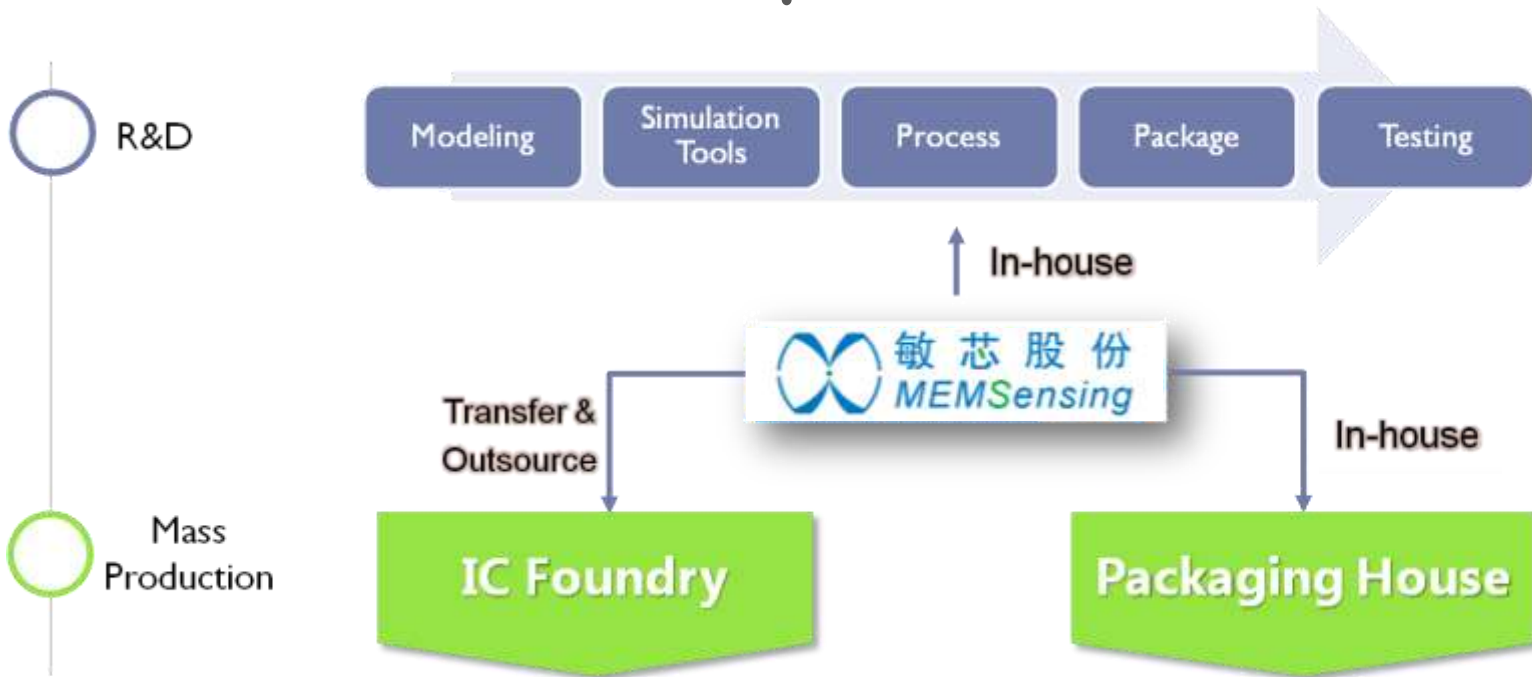 R&D
Modeling
Simulation
Tools
Process
Package
Testing
In-house
敏芯股份
MEMSensing
Transfer &
Outsource
In-house
Mass
Production
IC Foundry
Packaging House